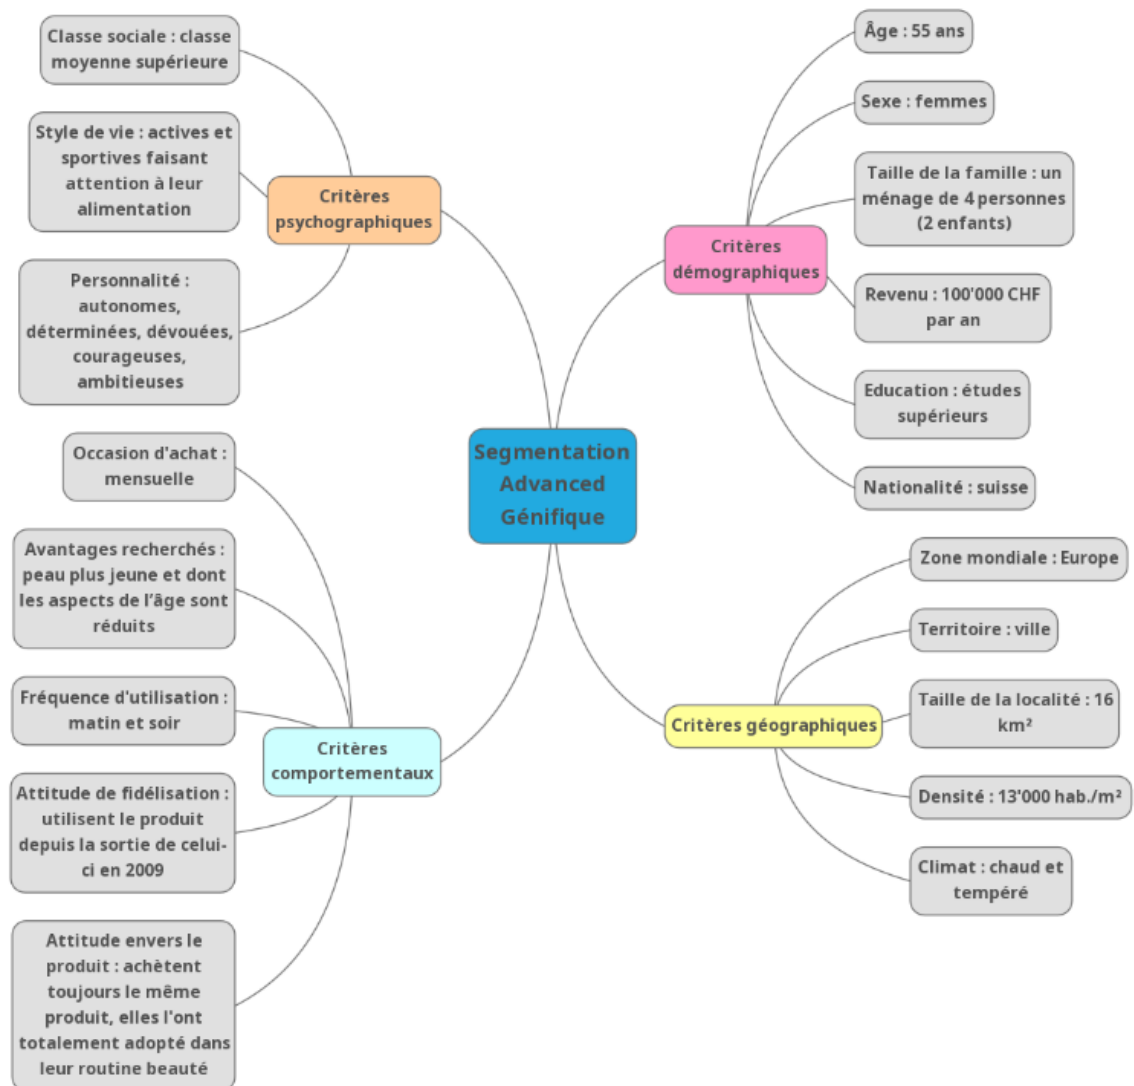 Segmentation
Advanced
Génifique
Critères
psychographiques
Classe sociale : classe
moyenne supérieure
Style de vie : actives et
sportives faisant
attention à leur
alimentation
Personnalité :
autonomes,
déterminées, dévouées,
courageuses,
ambitieuses
Critères
comportementaux
Occasion d'achat :
mensuelle
Avantages recherchés :
peau plus jeune et dont
les aspects de l’âge sont
réduits
Fréquence d'utilisation :
matin et soir
Attitude de fidélisation :
utilisent le produit
depuis la sortie de celui-
ci en 2009
Attitude envers le
produit : achètent
toujours le même
produit, elles l'ont
totalement adopté dans
leur routine beauté
Critères
démographiques
Âge : 55 ans
Sexe : femmes
Taille de la famille : un
ménage de 4 personnes
(2 enfants)
Revenu : 100'000 CHF
par an
Education : études
supérieurs
Nationalité : suisse
Critères géographiques
Zone mondiale : Europe
Territoire : ville
Taille de la localité : 16
km²
Densité : 13'000 hab./m²
Climat : chaud et
tempéré